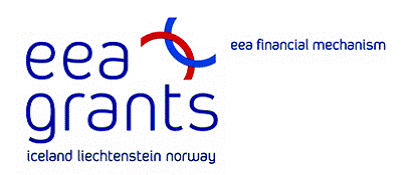 eea
grants
iceland liechtenstein norway
eea financial mechanism